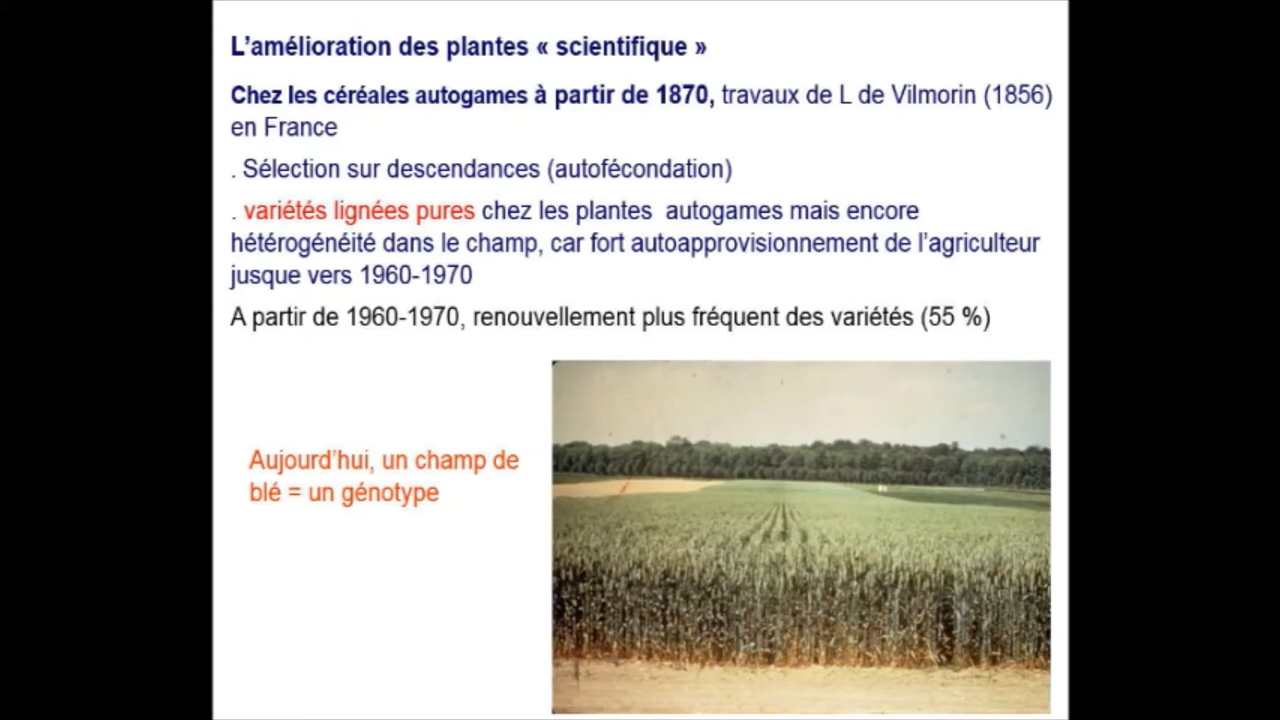 L'amélioration des plantes « scientifique »
Chez les céréales autogames à partir de 1870, travaux de L de Vilmorin (1856)
en France
. Sélection sur descendances (autofécondation)
. variétés lignées pures chez les plantes autogames mais encore
hétérogénéité dans le champ, car fort autoapprovisionnement de l'agriculteur
jusque vers 1960-1970
A partir de 1960-1970, renouvellement plus fréquent des variétés (55 %)
Aujourd'hui, un champ de
blé = un génotype